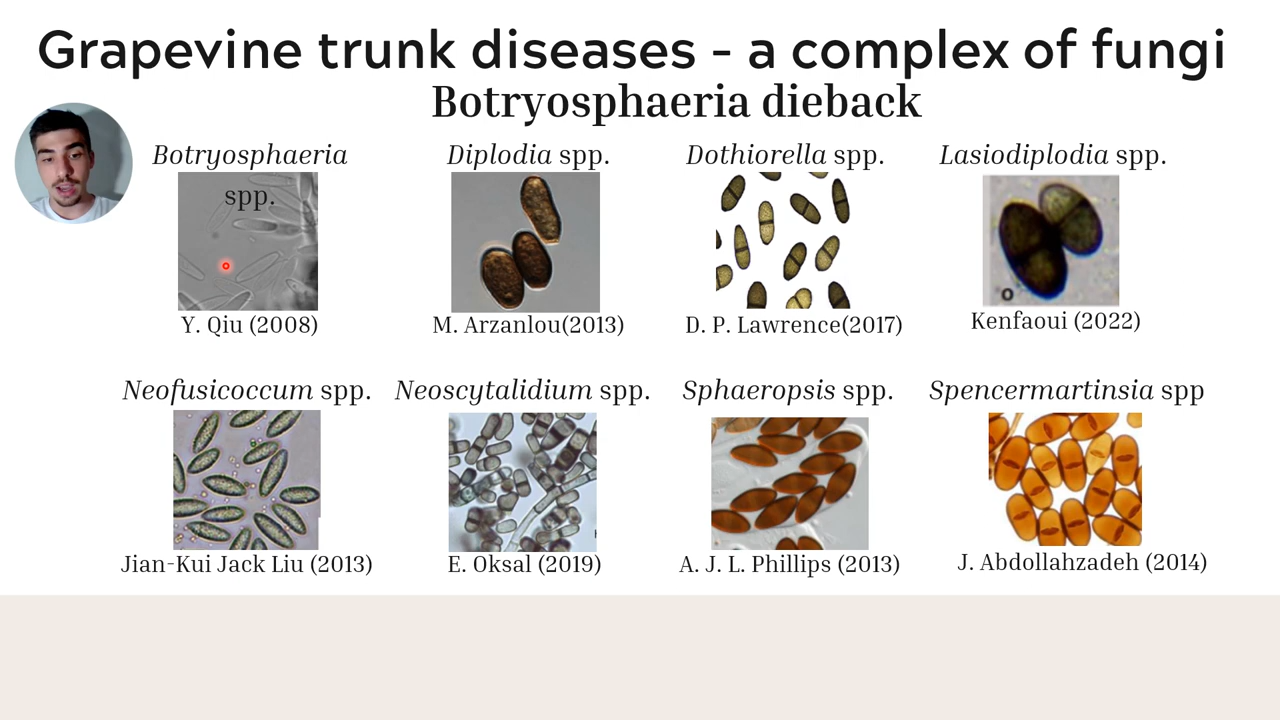 Grapevine trunk diseases - a complex of fungi
Botryosphaeria dieback
Botryosphaeria spp.
Diplodia spp.
Dothiorella spp.
Lasiodiplodia spp.
Y. Qiu (2008)
M. Arzanlou(2013)
D. P. Lawrence(2017)
o
Kenfaoui (2022)
Neofusicoccum spp.
Neoscytalidium spp.
Sphaeropsis spp.
Spencermartinsia spp
Jian-Kui Jack Liu (2013)
E. Oksal (2019)
A. J. L. Phillips (2013)
J. Abdollahzadeh (2014)